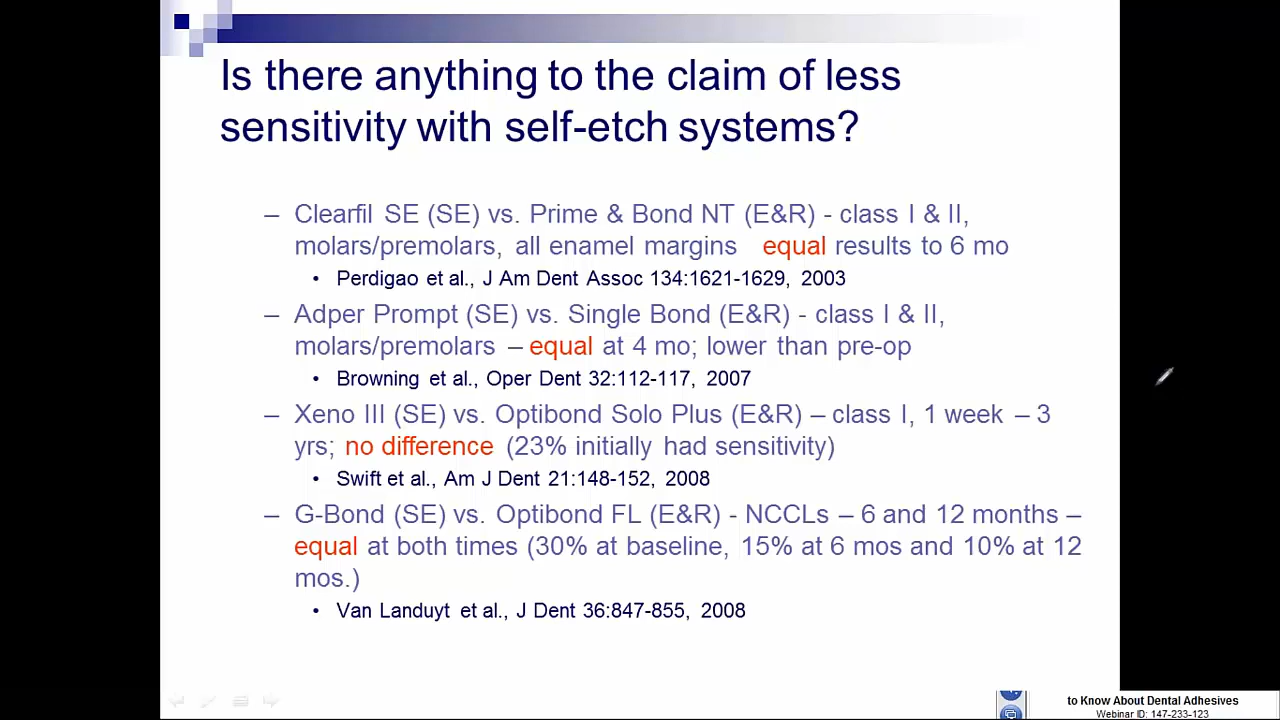 Is there anything to the claim of less
sensitivity with self-etch systems?
– Clearfil SE (SE) vs. Prime & Bond NT (E&R) - class I & II,
molars/premolars, all enamel margins equal results to 6 mo
• Perdigao et al., J Am Dent Assoc 134:1621-1629, 2003
– Adper Prompt (SE) vs. Single Bond (E&R) - class I & II,
molars/premolars – equal at 4 mo; lower than pre-op
• Browning et al., Oper Dent 32:112-117, 2007
– Xeno III (SE) vs. Optibond Solo Plus (E&R) – class I, 1 week – 3
yrs; no difference (23% initially had sensitivity)
• Swift et al., Am J Dent 21:148-152, 2008
– G-Bond (SE) vs. Optibond FL (E&R) - NCCLs – 6 and 12 months –
equal at both times (30% at baseline, 15% at 6 mos and 10% at 12
mos.)
• Van Landuyt et al., J Dent 36:847-855, 2008
to Know About Dental Adhesives
Webinar ID: 147-233-123